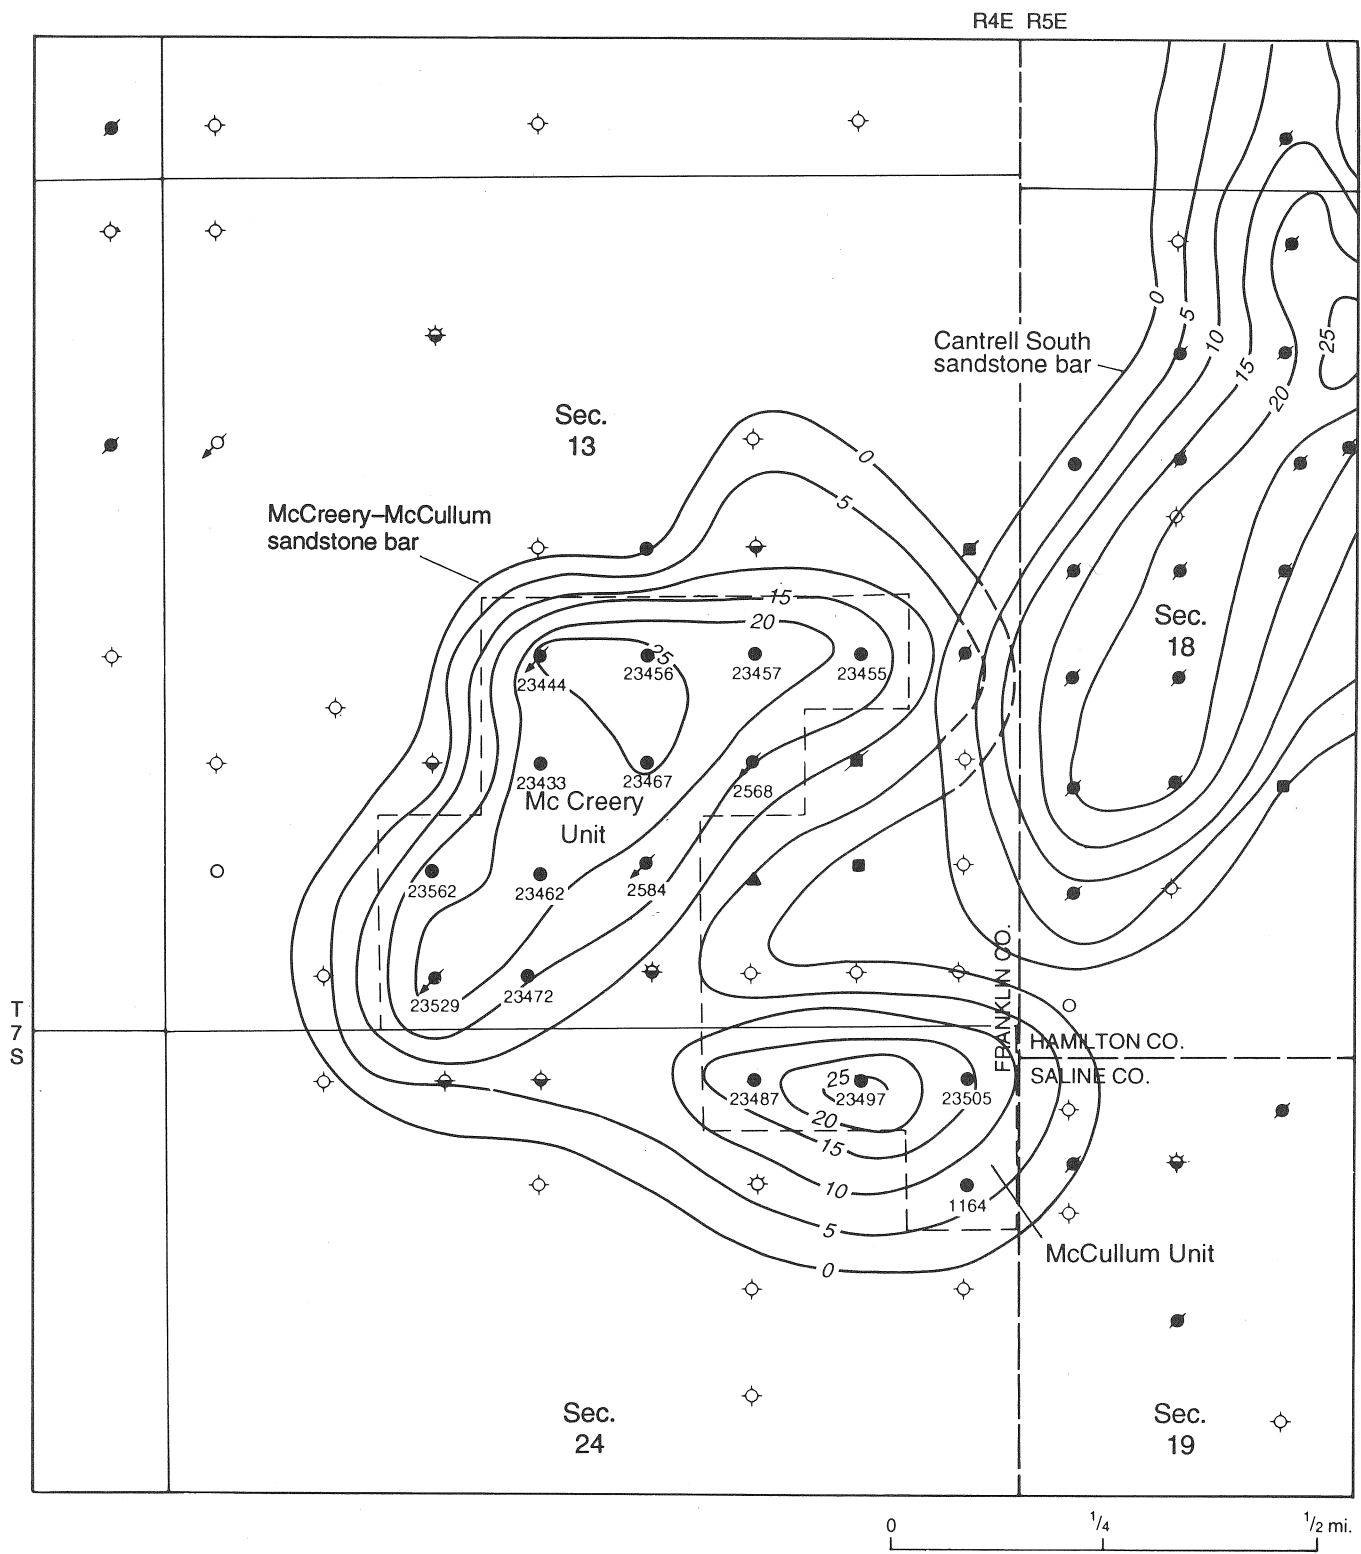 R4E R5E
0
5
10
15
20
25
Cantrell South
sandstone bar
Sec.
13
0
5
McCreery–McCullum
sandstone bar
15
20
25
23444
23456
23457
23455
Sec.
18
23433
23467
2568
Mc Creery
Unit
23562
23462
2584
23529
23472
T
7
S
FRANKLIN CO.
HAMILTON CO.
SALINE CO.
25
23487
23497
23505
20
15
10
1164
5
McCullum Unit
0
Sec.
24
Sec.
19
0
1/4
1/2 mi.